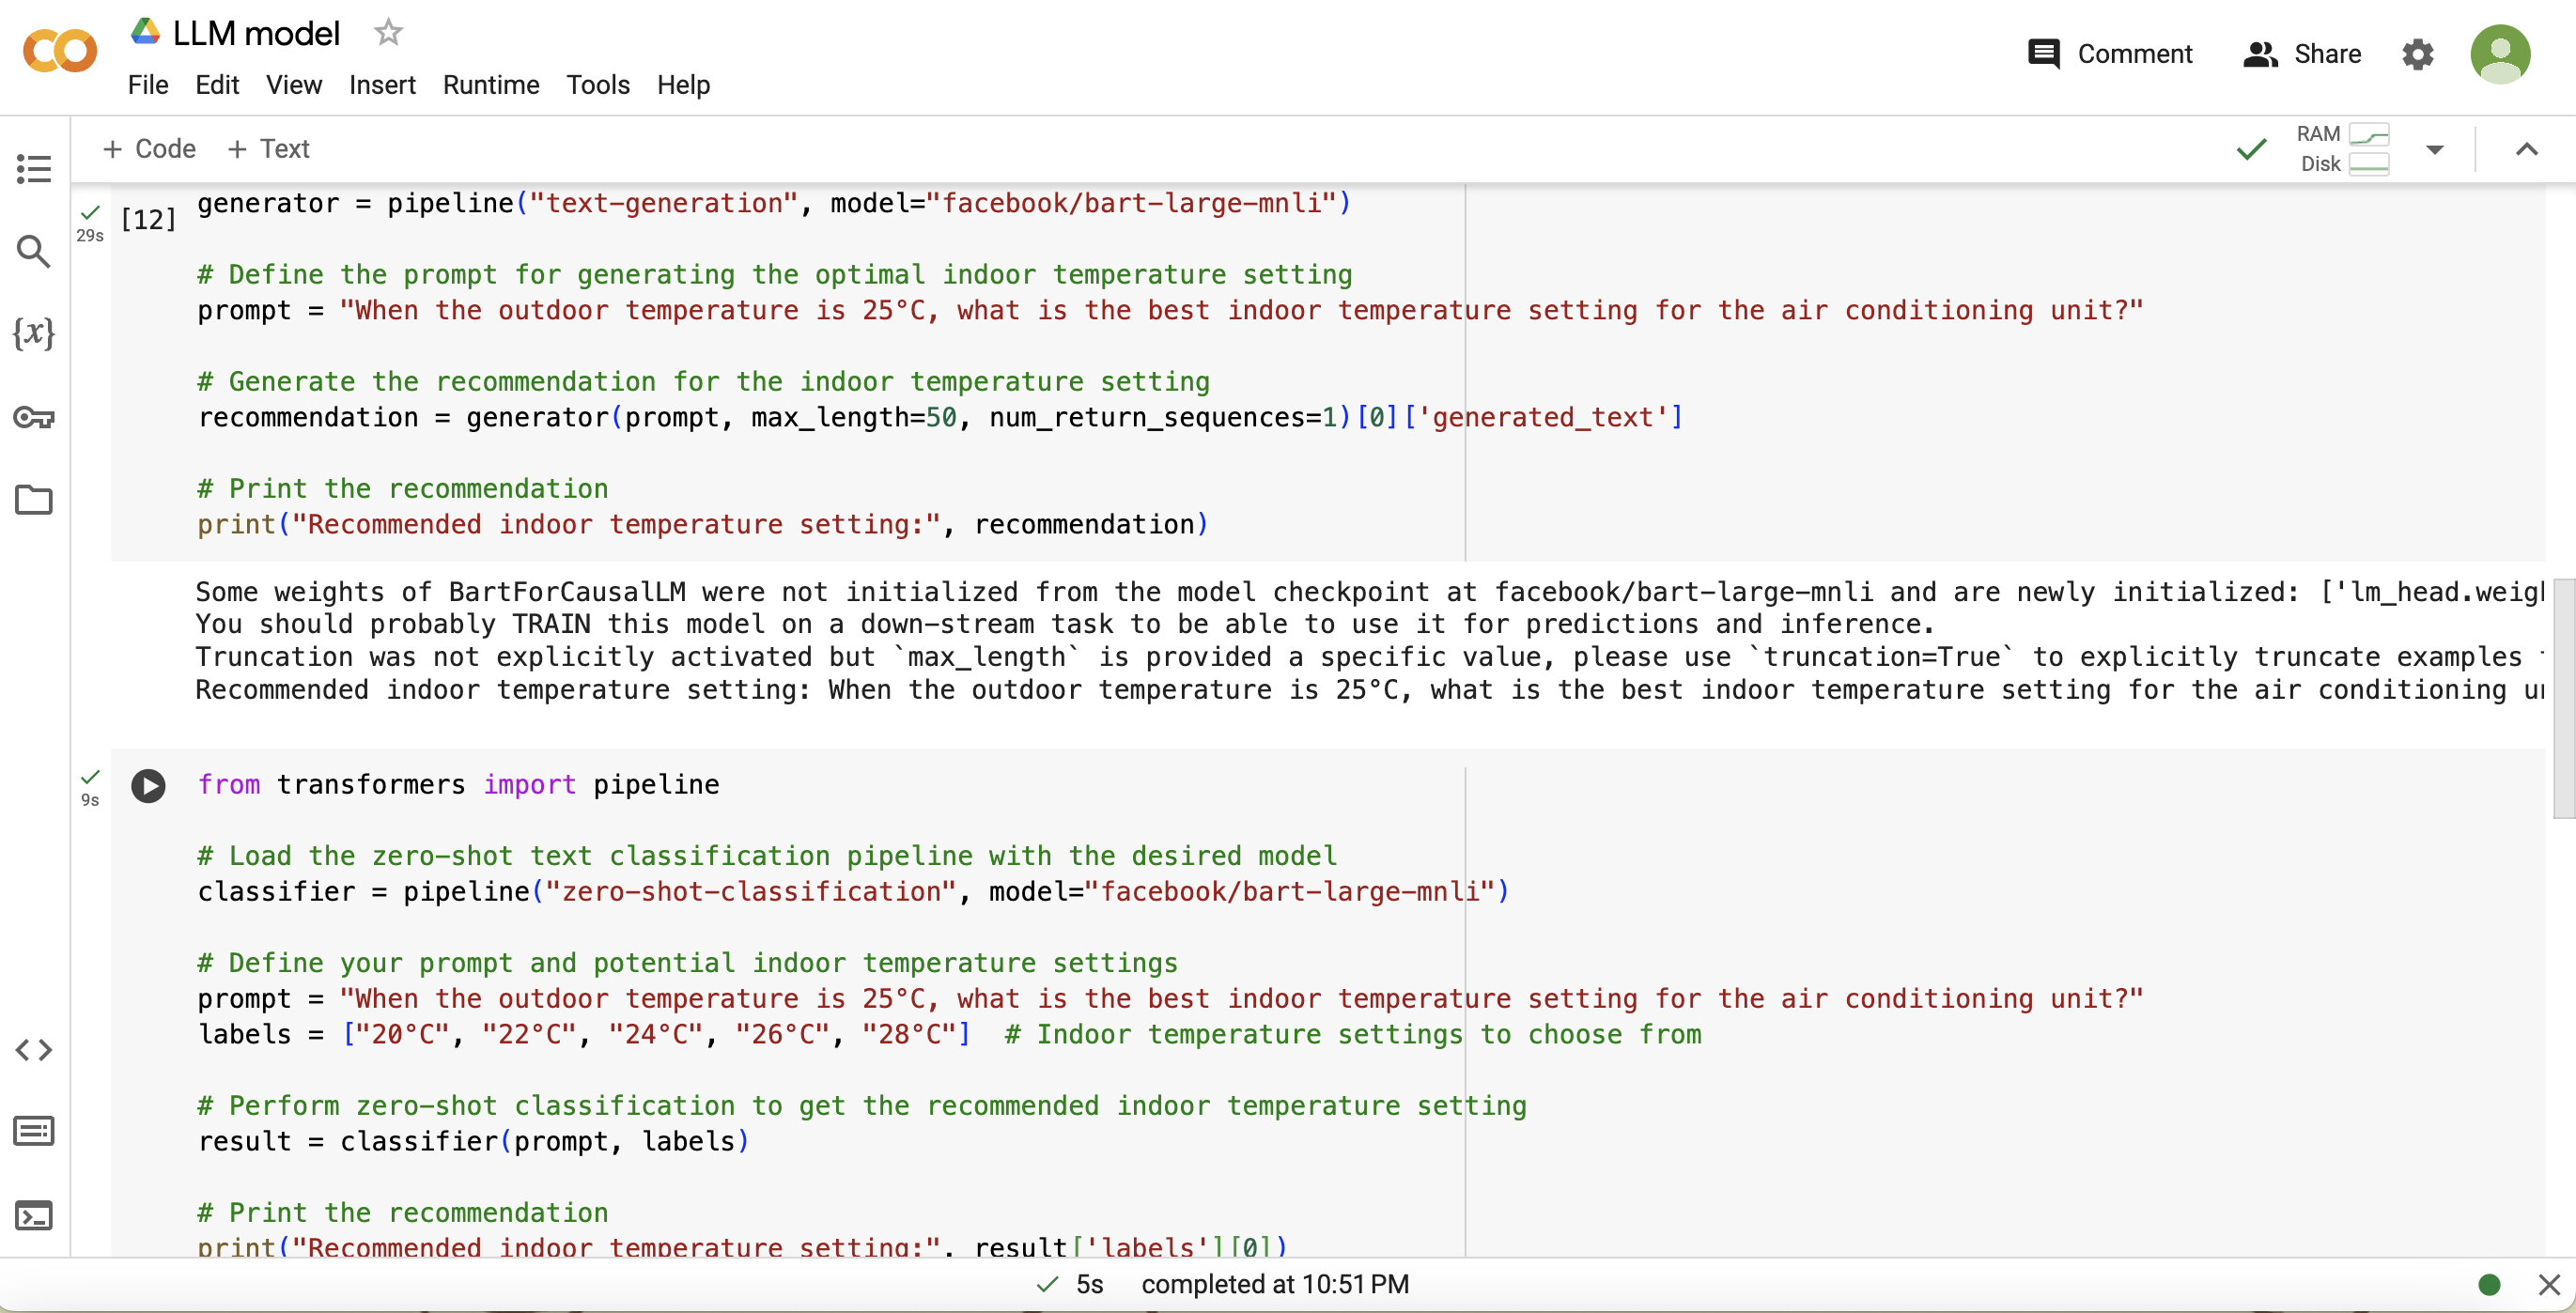 LLM model
Comment
Share
File Edit View Insert Runtime Tools Help
+ Code + Text
RAM
Disk
[12]
29s
generator = pipeline("text-generation", model="facebook/bart-large-mnli")
# Define the prompt for generating the optimal indoor temperature setting
prompt = "When the outdoor temperature is 25°C, what is the best indoor temperature setting for the air conditioning unit?"
# Generate the recommendation for the indoor temperature setting
recommendation = generator(prompt, max_length=50, num_return_sequences=1)[0]['generated_text']
# Print the recommendation
print("Recommended indoor temperature setting:", recommendation)
Some weights of BartForCausalLM were not initialized from the model checkpoint at facebook/bart-large-mnli and are newly initialized: ['lm_head.weigh
You should probably TRAIN this model on a down-stream task to be able to use it for predictions and inference.
Truncation was not explicitly activated but `max_length` is provided a specific value, please use `truncation=True` to explicitly truncate examples
Recommended indoor temperature setting: When the outdoor temperature is 25°C, what is the best indoor temperature setting for the air conditioning
9s
from transformers import pipeline
# Load the zero-shot text classification pipeline with the desired model
classifier = pipeline("zero-shot-classification", model="facebook/bart-large-mnli")
# Define your prompt and potential indoor temperature settings
prompt = "When the outdoor temperature is 25°C, what is the best indoor temperature setting for the air conditioning unit?"
labels = ["20°C", "22°C", "24°C", "26°C", "28°C"] # Indoor temperature settings to choose from
# Perform zero-shot classification to get the recommended indoor temperature setting
result = classifier(prompt, labels)
# Print the recommendation
print("Recommended indoor temperature setting:", result['labels'][0])
5s completed at 10:51 PM